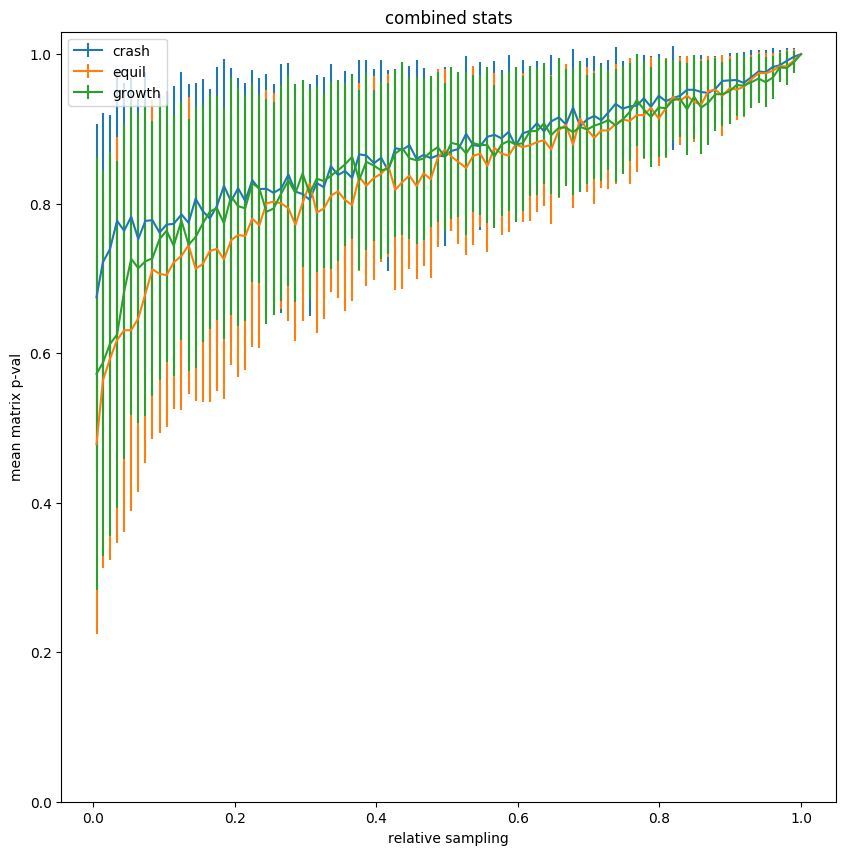 combined stats
crash
equil
growth
mean matrix p-val
1.0
0.8
0.6
0.4
0.2
0.0
0.0 0.2 0.4 0.6 0.8 1.0
relative sampling